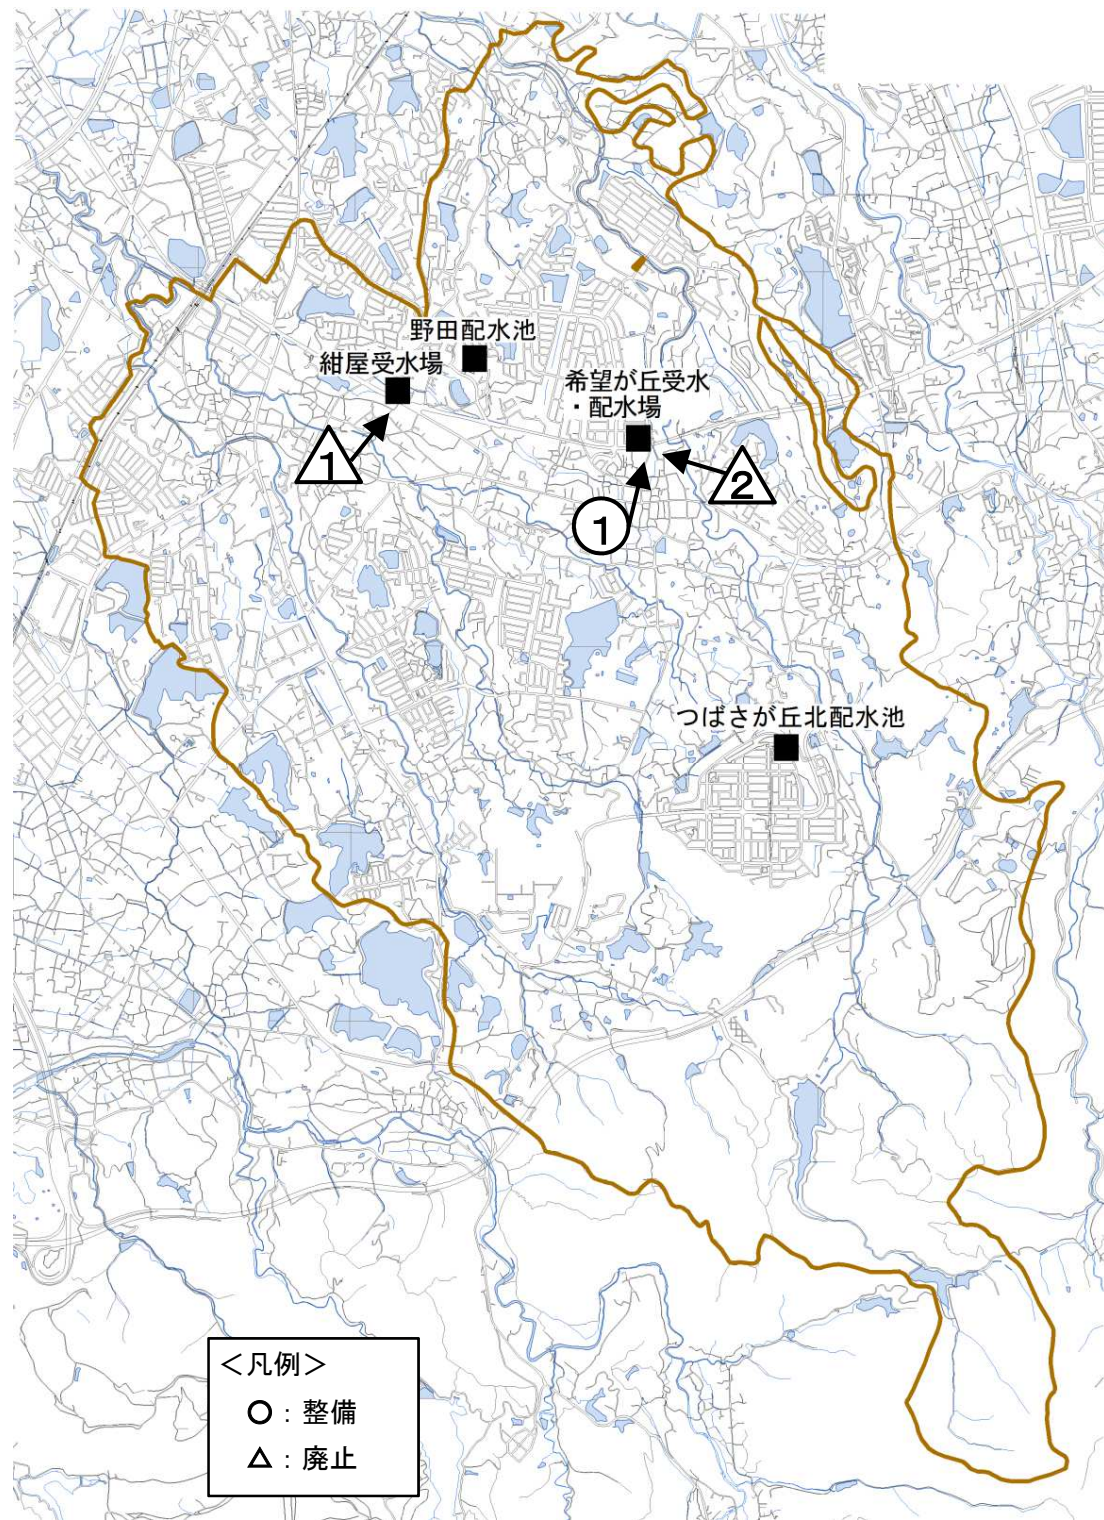 野田配水池
紺屋受水場
希望が丘受水
・配水場
1
2
1
つばさが丘北配水池
＜凡例＞
○：整備
△：廃止